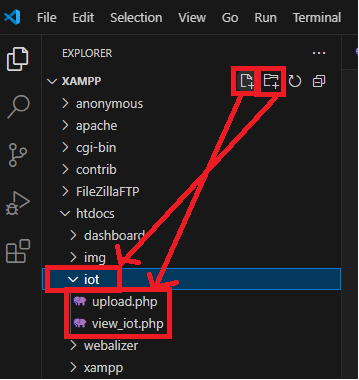 File Edit Selection View Go Run Terminal
EXPLORER
XAMPP
anonymous
apache
cgi-bin
contrib
FileZillaFTP
htdocs
dashboard
img
iot
upload.php
view_iot.php
webalizer
xampp